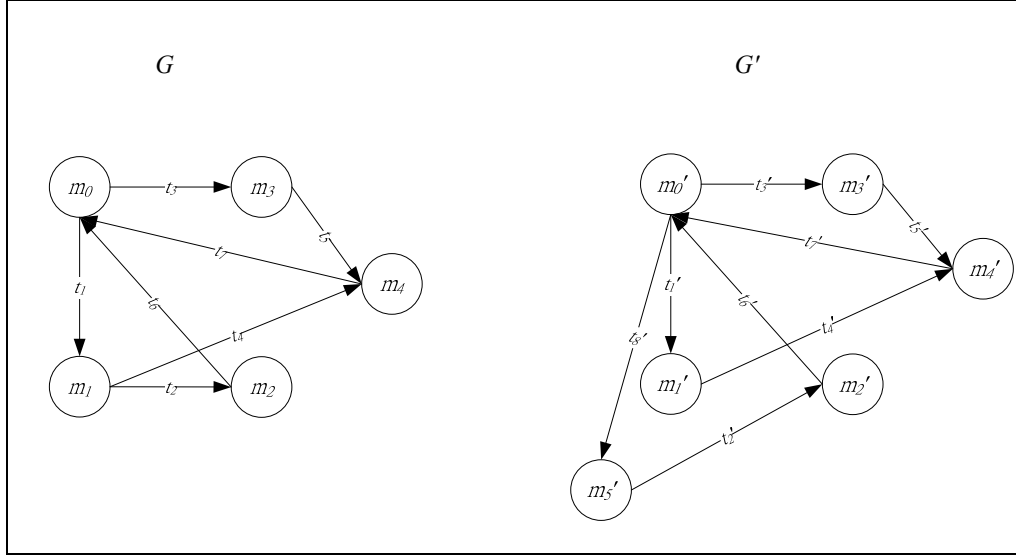 G
G′
m₀
t₃
m₃
t₅
t₇
m₄
t₁
t₆
t₄
m₁
t₂
m₂
m₀′
t₃′
m₃′
t₅′
t₇′
m₄′
t₁′
t₆′
t₈′
t₄′
m₁′
m₂′
t₂′
m₅′